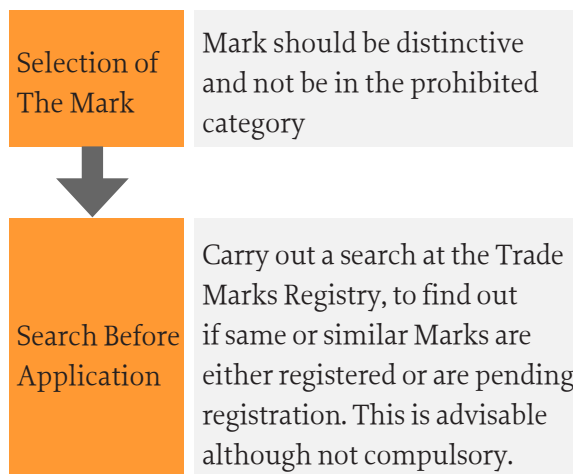 Selection of
The Mark
Mark should be distinctive
and not be in the prohibited
category
Search Before
Application
Carry out a search at the Trade
Marks Registry, to find out
if same or similar Marks are
either registered or are pending
registration. This is advisable
although not compulsory.